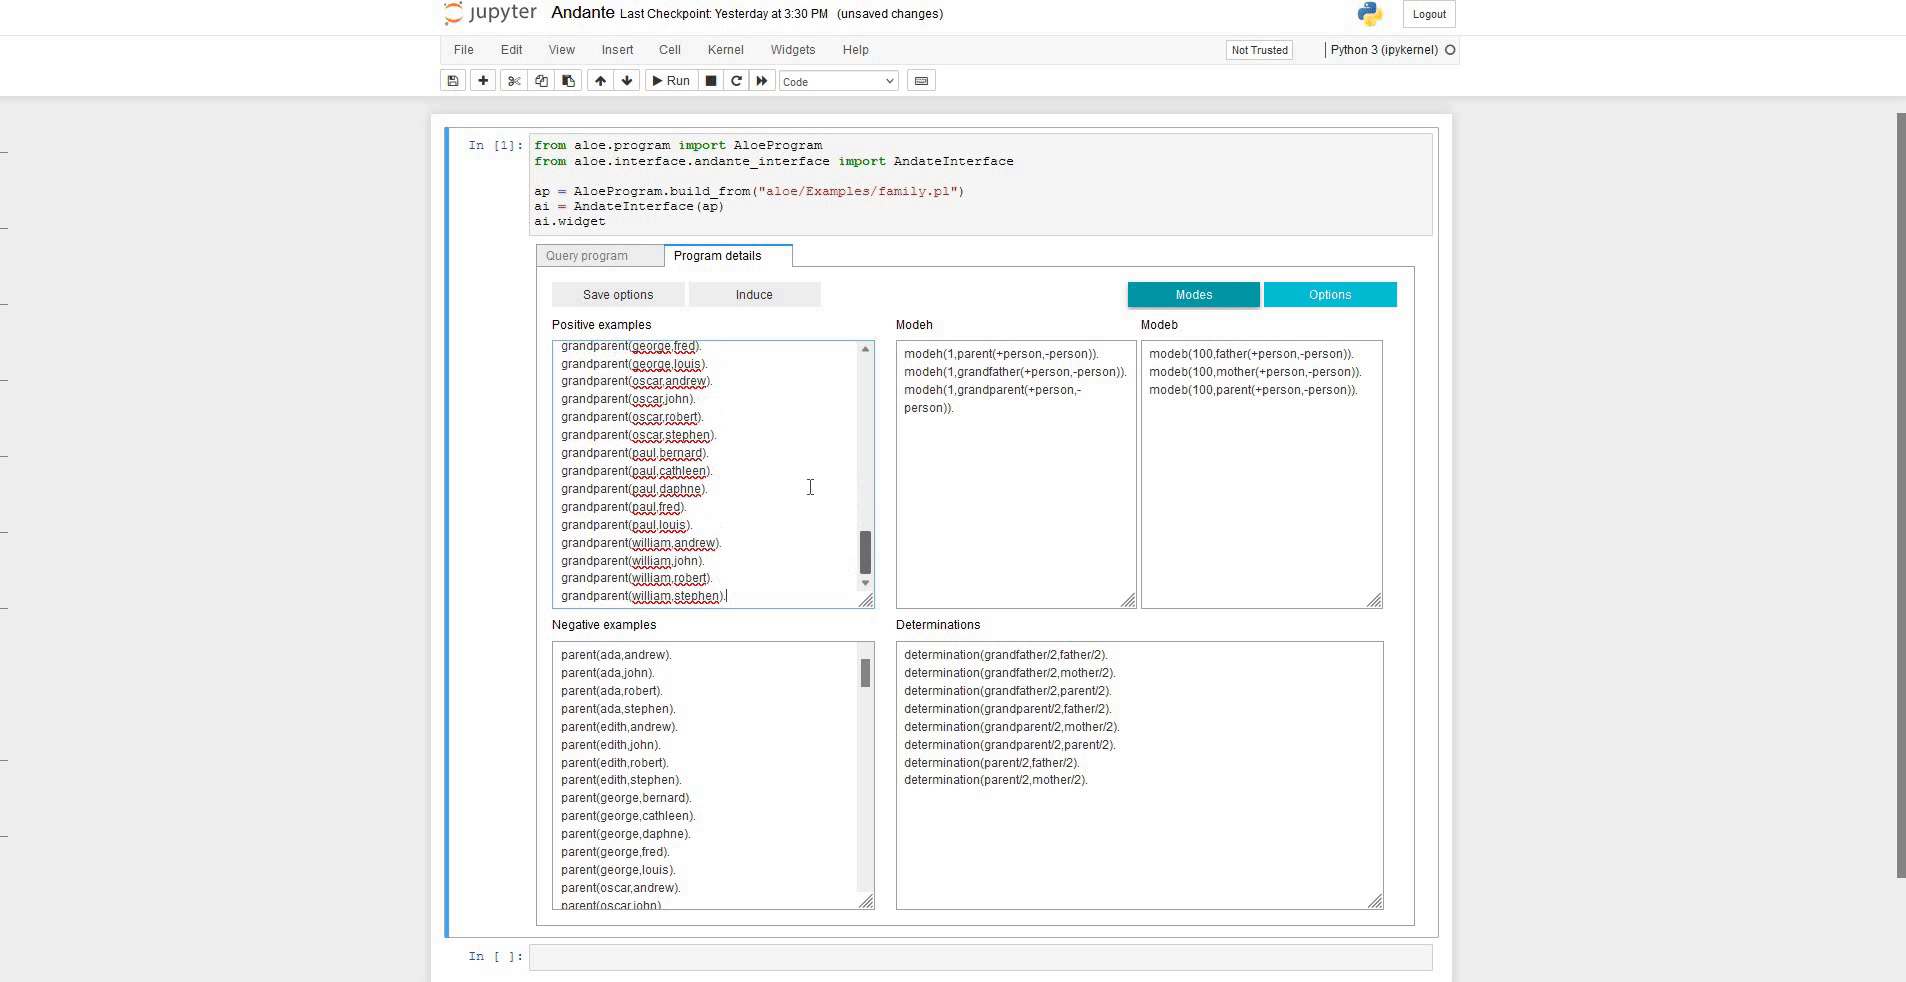 jupyter Andante Last Checkpoint: Yesterday at 3:30 PM (unsaved changes)
Logout
File Edit View Insert Cell Kernel Widgets Help
Not Trusted
Python 3 (ipykernel)
Run
Code
In [1]:
from aloe.program import AloeProgram
from aloe.interface.andante_interface import AndateInterface
ap = AloeProgram.build_from("aloe/Examples/family.pl")
ai = AndateInterface(ap)
ai.widget
Query program
Program details
Save options
Induce
Modes
Options
Positive examples
grandparent(george,fred).
grandparent(george,louis).
grandparent(oscar,andrew).
grandparent(oscar,john).
grandparent(oscar,robert).
grandparent(oscar,stephen).
grandparent(paul,bernard).
grandparent(paul,cathleen).
grandparent(paul,daphne).
grandparent(paul,fred).
grandparent(paul,louis).
grandparent(william,andrew).
grandparent(william,john).
grandparent(william,robert).
grandparent(william,stephen).
Modeh
modeh(1,parent(+person,-person)).
modeh(1,grandfather(+person,-person)).
modeh(1,grandparent(+person,-
person)).
Modeb
modeb(100,father(+person,-person)).
modeb(100,mother(+person,-person)).
modeb(100,parent(+person,-person)).
Negative examples
parent(ada,andrew).
parent(ada,john).
parent(ada,robert).
parent(ada,stephen).
parent(edith,andrew).
parent(edith,john).
parent(edith,robert).
parent(edith,stephen).
parent(george,bernard).
parent(george,cathleen).
parent(george,daphne).
parent(george,fred).
parent(george,louis).
parent(oscar,andrew).
parent(oscar,john)
Determinations
determination(grandfather/2,father/2).
determination(grandfather/2,mother/2).
determination(grandfather/2,parent/2).
determination(grandparent/2,father/2).
determination(grandparent/2,mother/2).
determination(grandparent/2,parent/2).
determination(parent/2,father/2).
determination(parent/2,mother/2).
In [ ]: